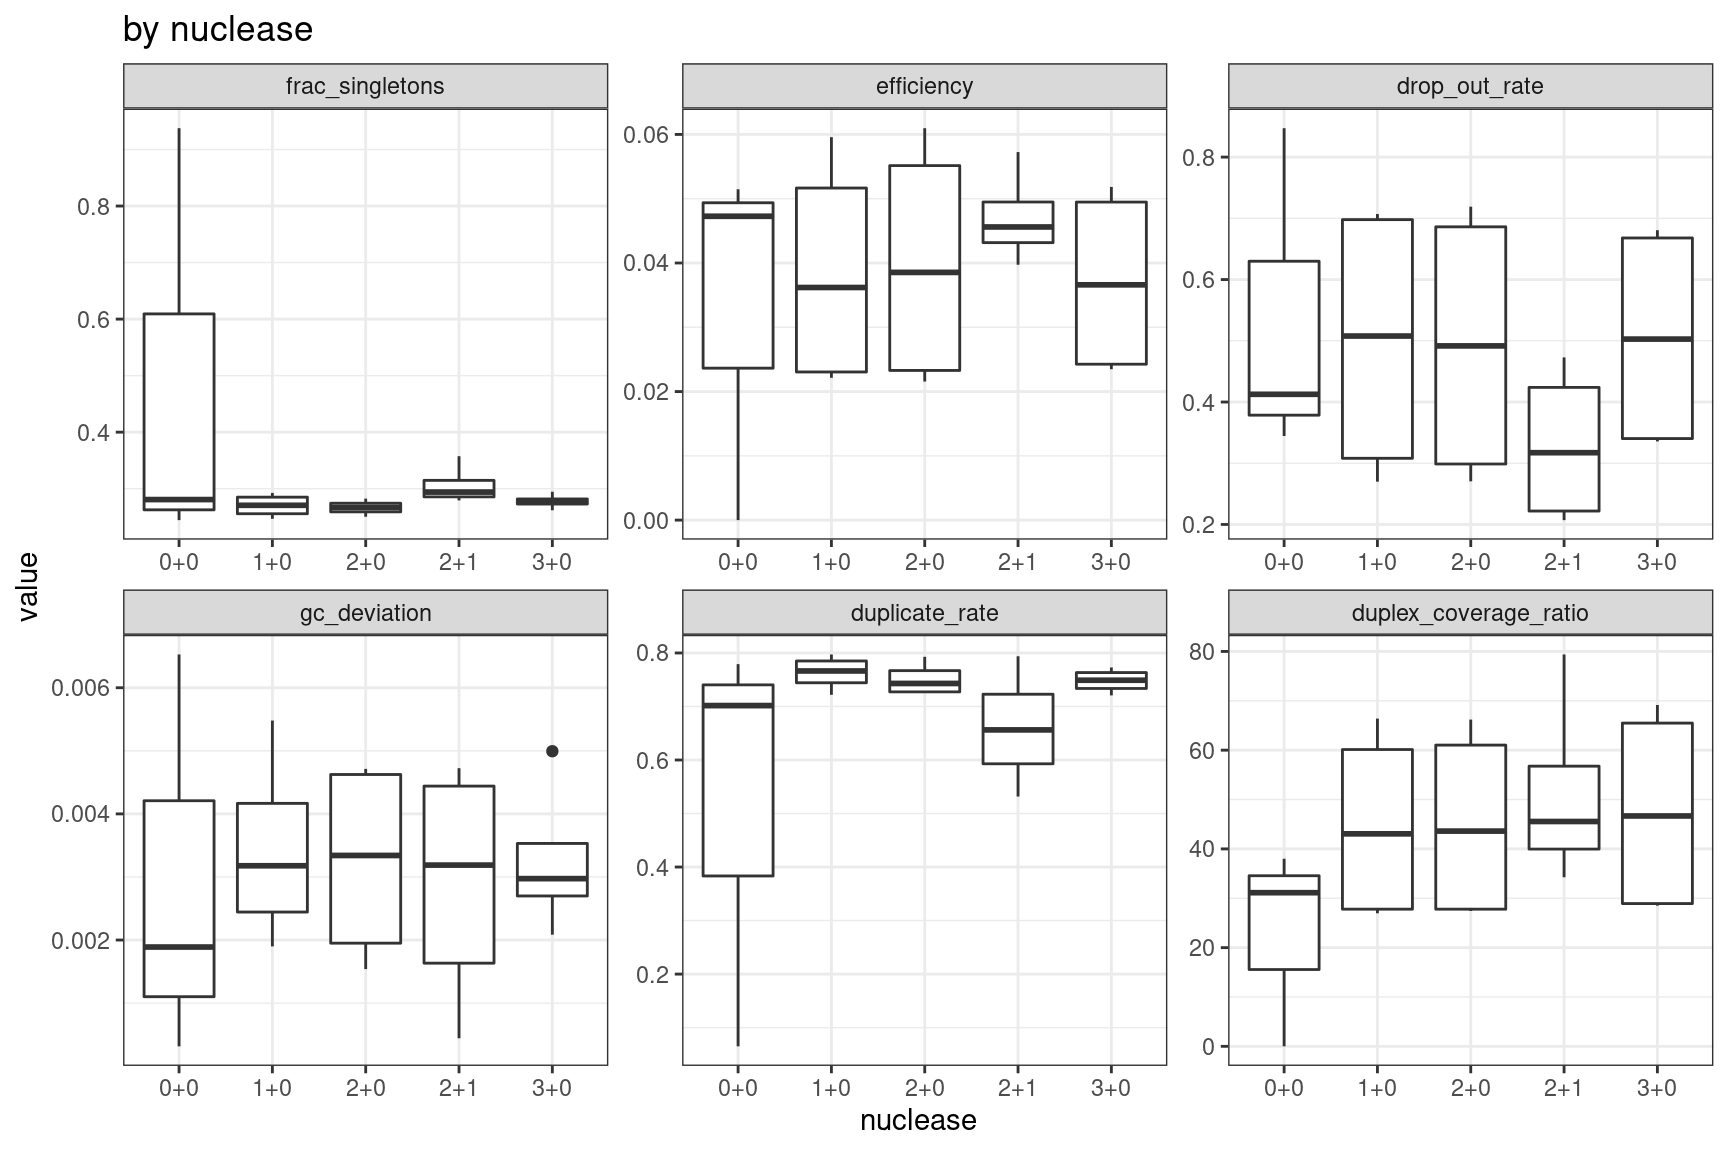 by nuclease
frac_singletons
efficiency
drop_out_rate
0.8
0.6
0.4
0.06
0.04
0.02
0.00
0.8
0.6
0.4
0.2
0+0 1+0 2+0 2+1 3+0
0+0 1+0 2+0 2+1 3+0
0+0 1+0 2+0 2+1 3+0
value
gc_deviation
duplicate_rate
duplex_coverage_ratio
0.006
0.004
0.002
0.8
0.6
0.4
0.2
80
60
40
20
0
0+0 1+0 2+0 2+1 3+0
0+0 1+0 2+0 2+1 3+0
0+0 1+0 2+0 2+1 3+0
nuclease